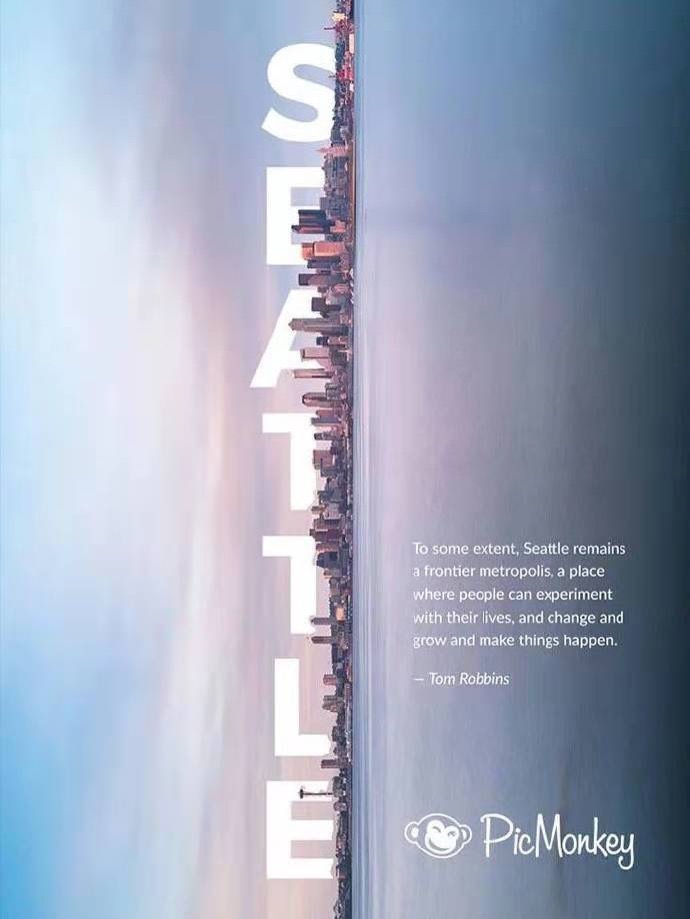 SEATTLE
To some extent, Seattle remains
a frontier metropolis, a place
where people can experiment
with their lives, and change and
grow and make things happen.
— Tom Robbins
PicMonkey